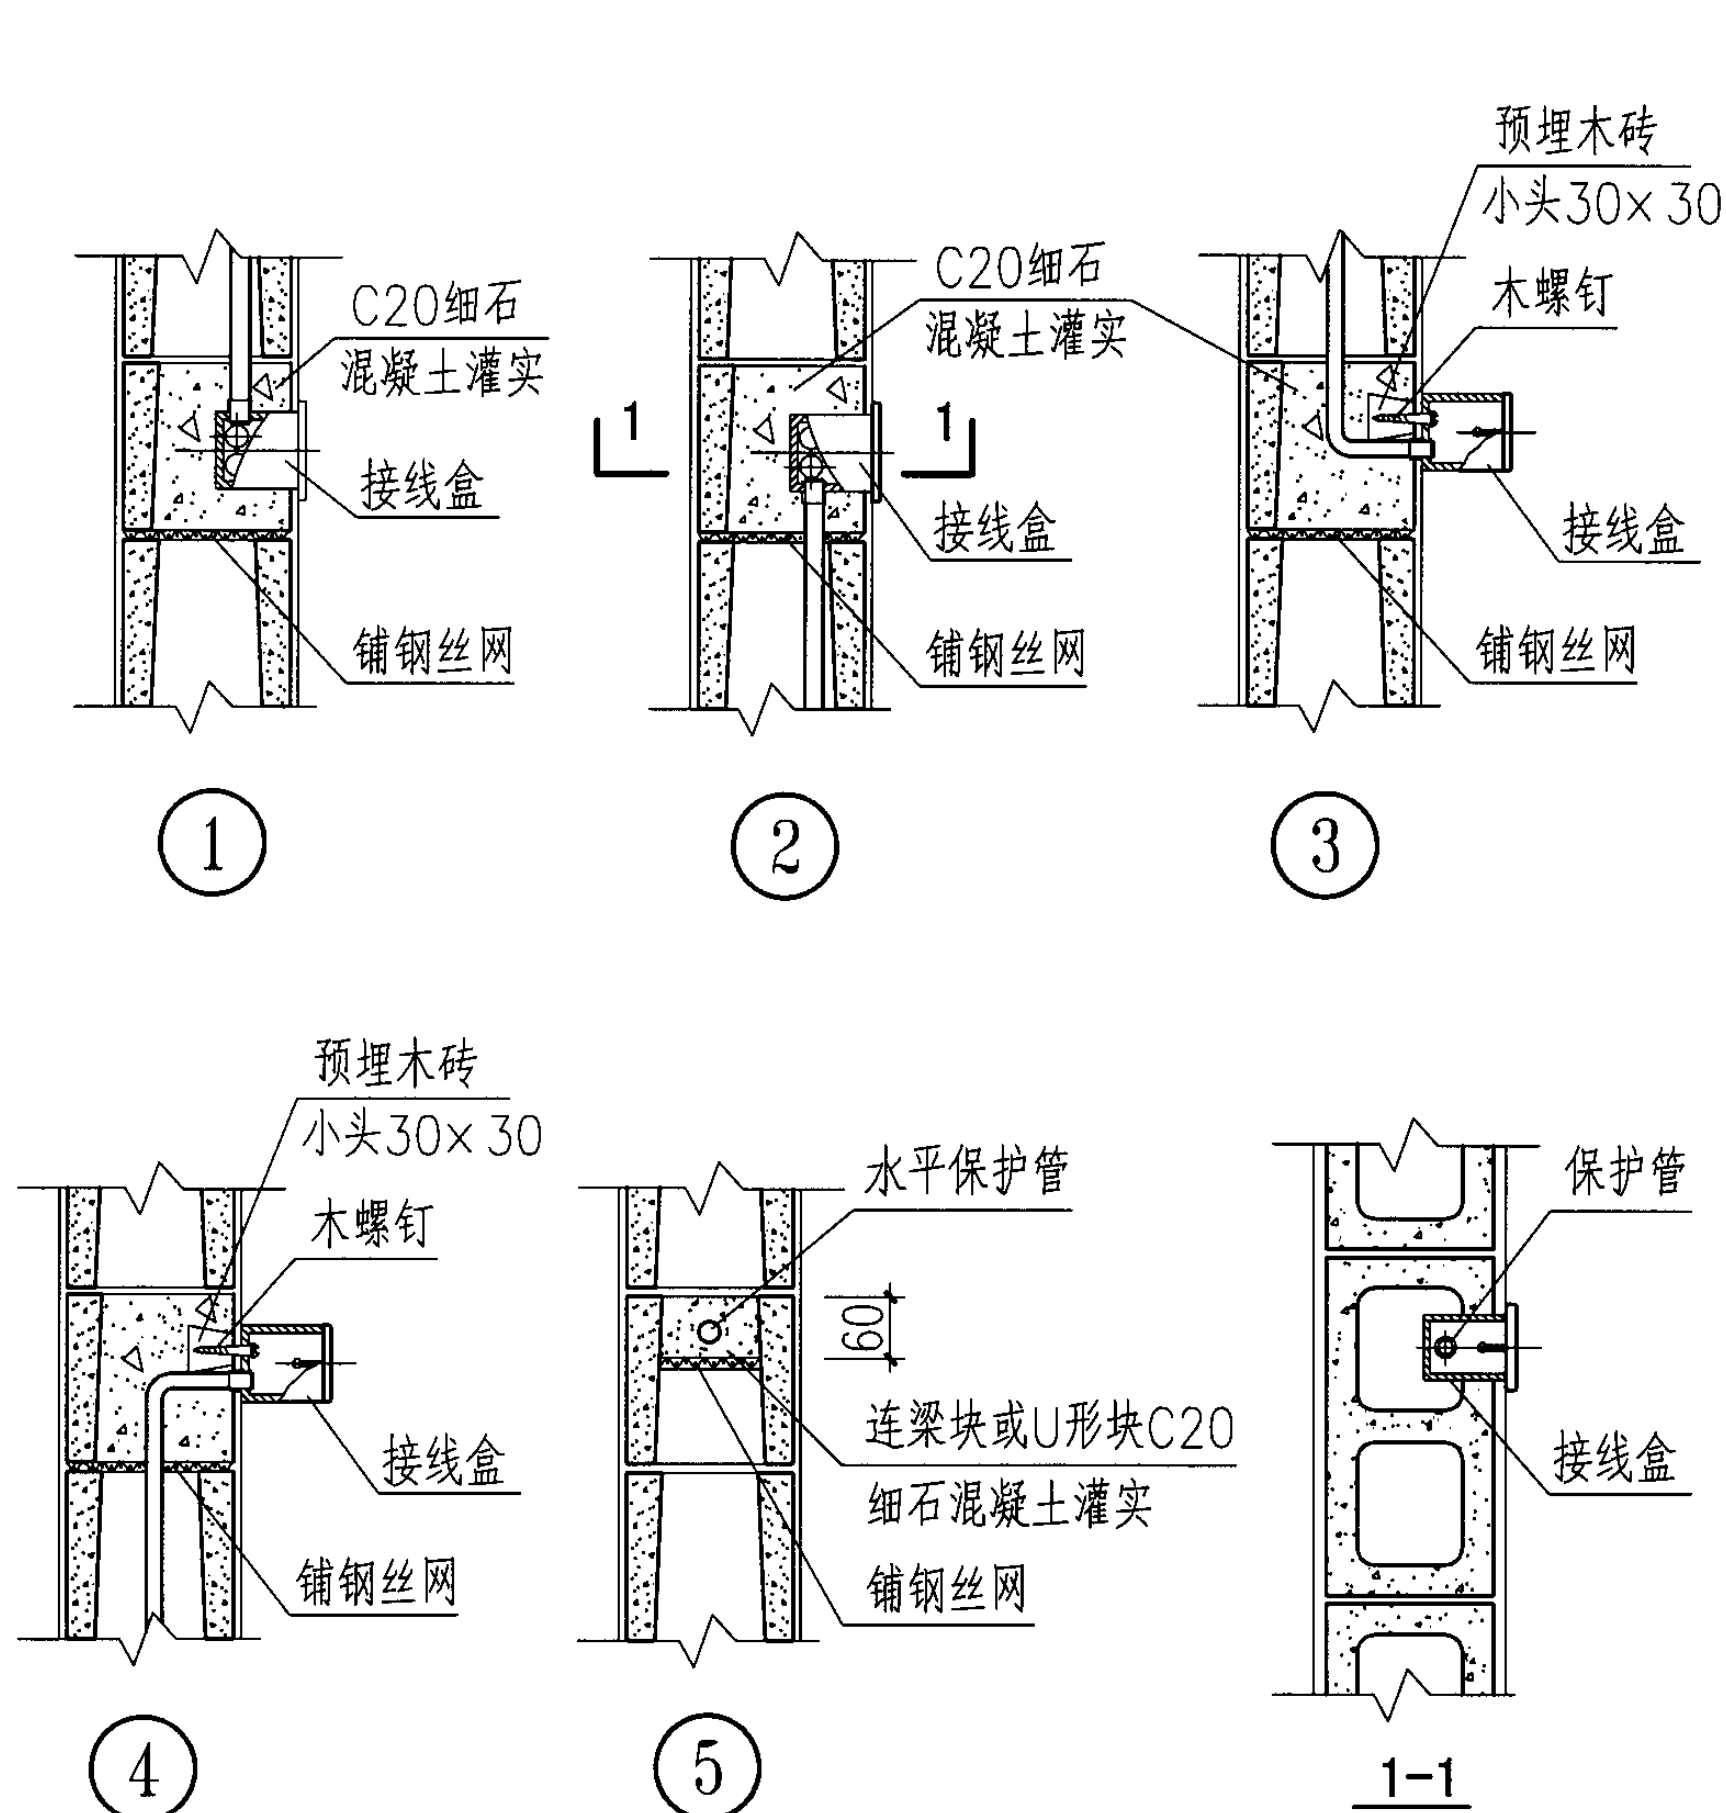 预埋木砖
小头30×30
木螺钉
C20细石
混凝土灌实
接线盒
铺钢丝网
1
C20细石
混凝土灌实
1
1
接线盒
铺钢丝网
2
接线盒
铺钢丝网
3
预埋木砖
小头30×30
木螺钉
接线盒
铺钢丝网
4
水平保护管
60
连梁块或U形块C20
细石混凝土灌实
铺钢丝网
5
保护管
接线盒
1-1